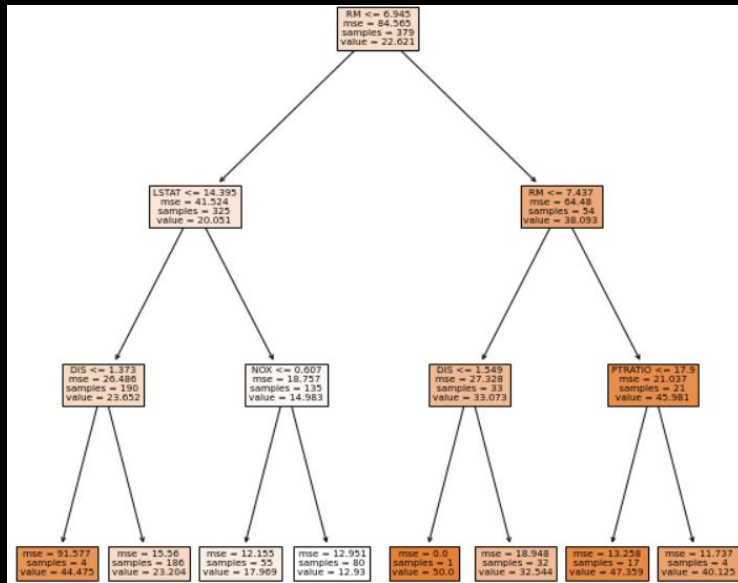 RM <= 6.945
mse = 84.565
samples = 379
value = 22.621
LSTAT <= 14.395
mse = 41.524
samples = 325
value = 20.051
RM <= 7.437
mse = 64.48
samples = 54
value = 38.093
DIS <= 1.373
mse = 26.486
samples = 190
value = 23.652
NOX <= 0.607
mse = 18.757
samples = 135
value = 14.983
DIS <= 1.549
mse = 27.328
samples = 33
value = 33.073
PTRATIO <= 17.9
mse = 21.037
samples = 21
value = 45.981
mse = 91.577
samples = 4
value = 44.475
mse = 15.56
samples = 186
value = 23.204
mse = 12.155
samples = 55
value = 17.969
mse = 12.951
samples = 80
value = 12.93
mse = 0.0
samples = 1
value = 50.0
mse = 18.948
samples = 32
value = 32.544
mse = 13.258
samples = 17
value = 47.359
mse = 11.737
samples = 4
value = 40.125